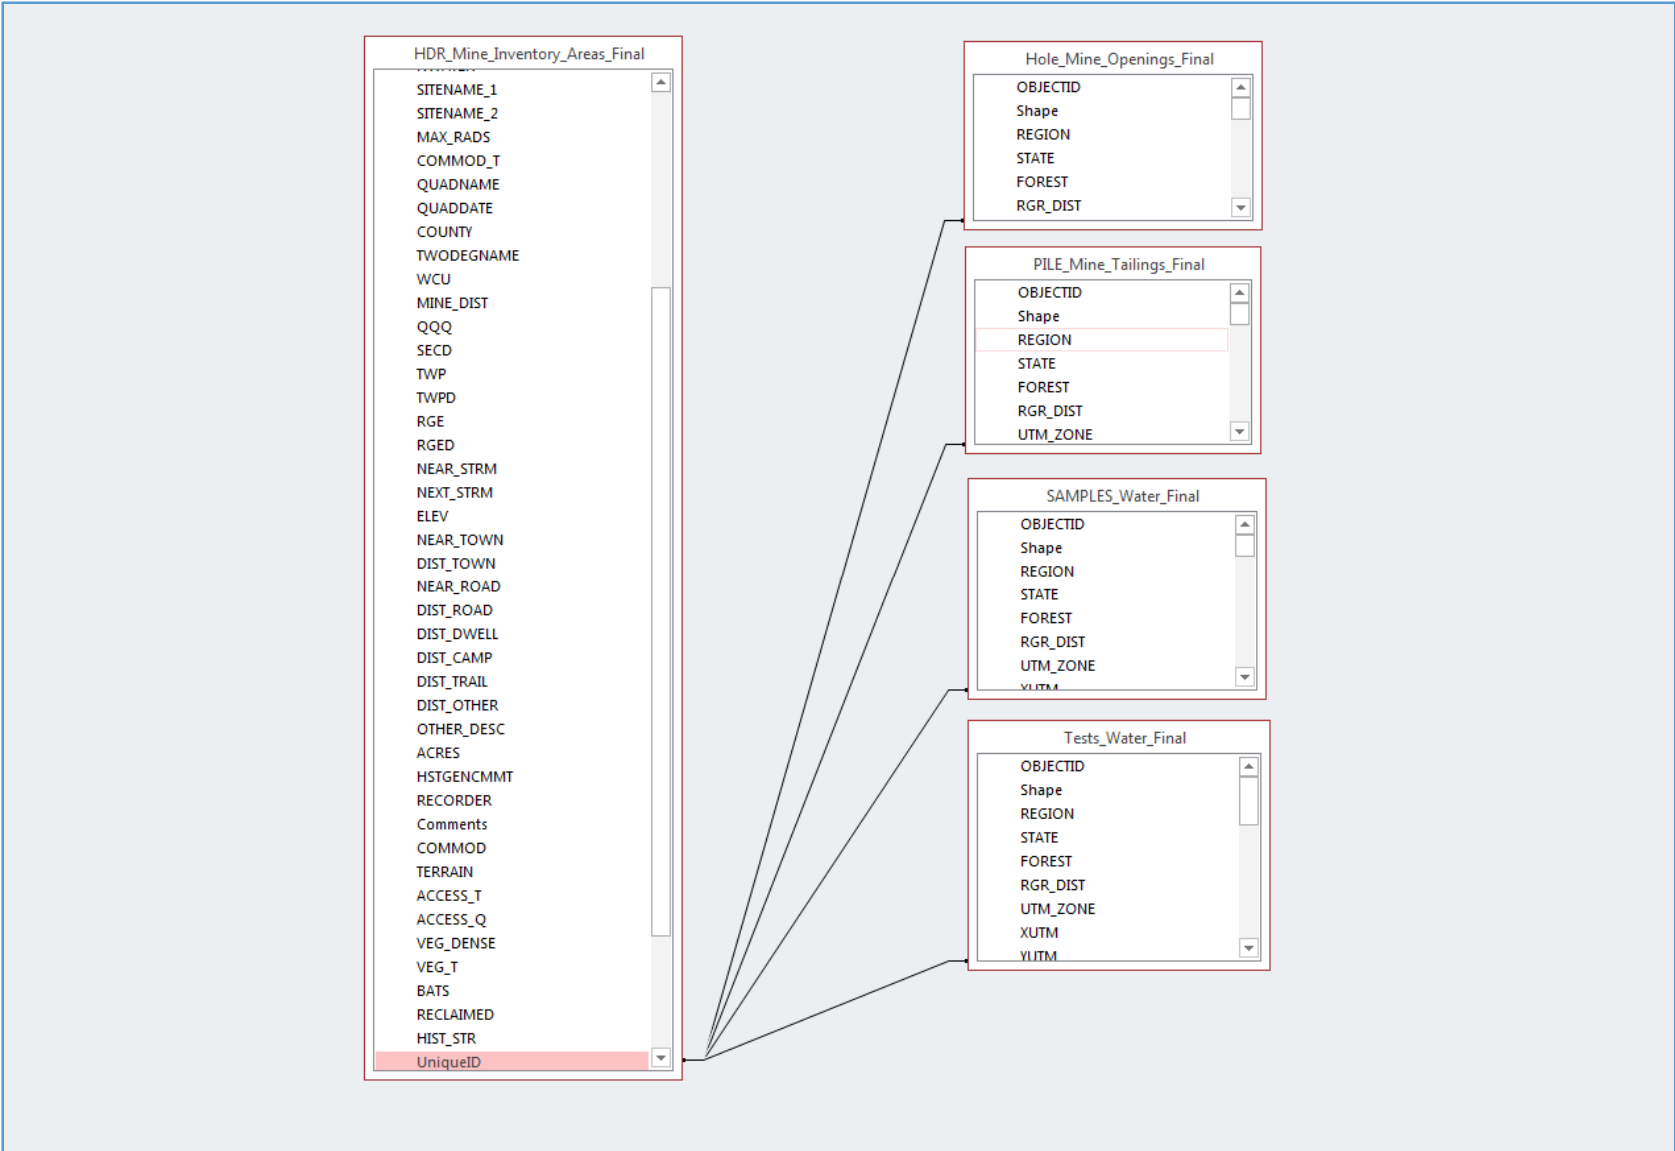 HDR_Mine_Inventory_Areas_Final
SITENAME_1
SITENAME_2
MAX_RADS
COMMOD_T
QUADNAME
QUADDATE
COUNTY
TWODEGNAME
WCU
MINE_DIST
QQQ
SECD
TWP
TWPD
RGE
RGED
NEAR_STRM
NEXT_STRM
ELEV
NEAR_TOWN
DIST_TOWN
NEAR_ROAD
DIST_ROAD
DIST_DWELL
DIST_CAMP
DIST_TRAIL
DIST_OTHER
OTHER_DESC
ACRES
HSTGENCMMT
RECORDER
Comments
COMMOD
TERRAIN
ACCESS_T
ACCESS_Q
VEG_DENSE
VEG_T
BATS
RECLAIMED
HIST_STR
UniqueID
Hole_Mine_Openings_Final
OBJECTID
Shape
REGION
STATE
FOREST
RGR_DIST
PILE_Mine_Tailings_Final
OBJECTID
Shape
REGION
STATE
FOREST
RGR_DIST
UTM_ZONE
SAMPLES_Water_Final
OBJECTID
Shape
REGION
STATE
FOREST
RGR_DIST
UTM_ZONE
XUTM
Tests_Water_Final
OBJECTID
Shape
REGION
STATE
FOREST
RGR_DIST
UTM_ZONE
XUTM
YUTM